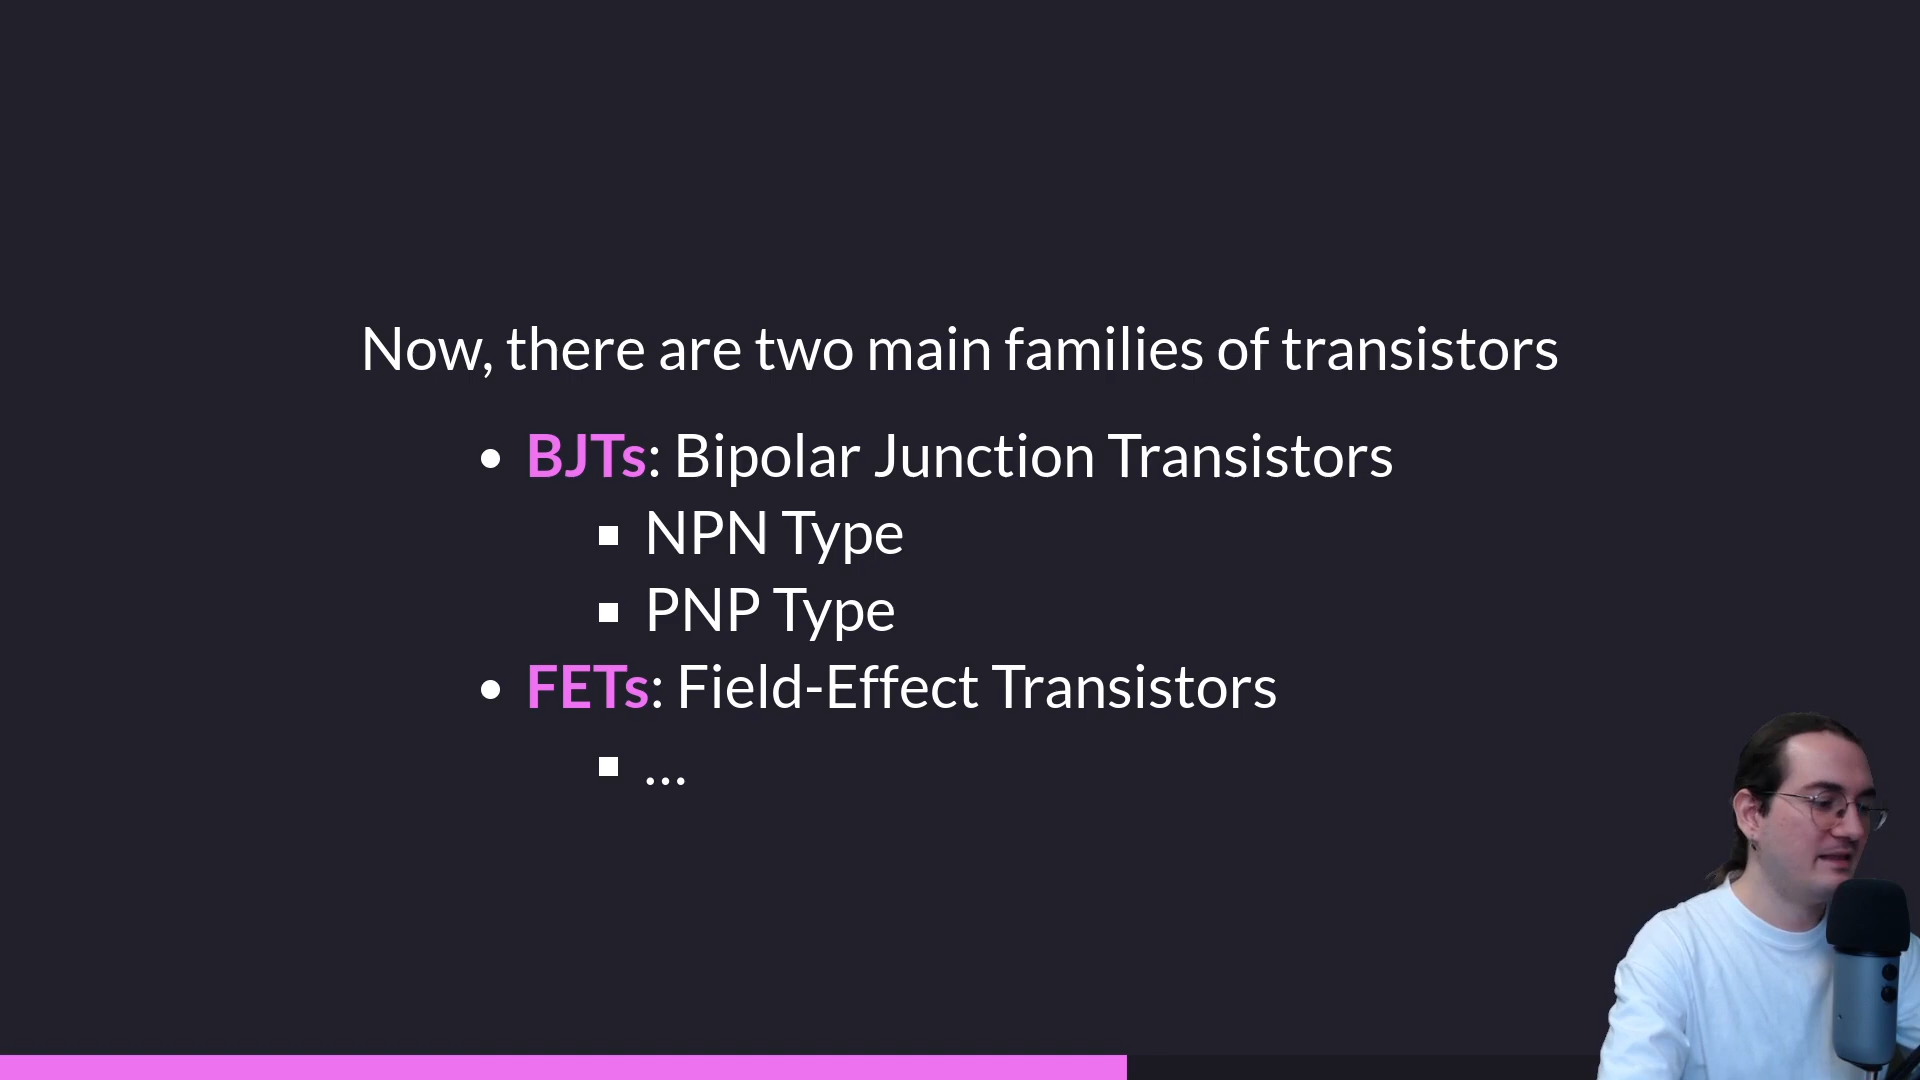 Now, there are two main families of transistors
BJTs: Bipolar Junction Transistors
NPN Type
PNP Type
FETs: Field-Effect Transistors
...